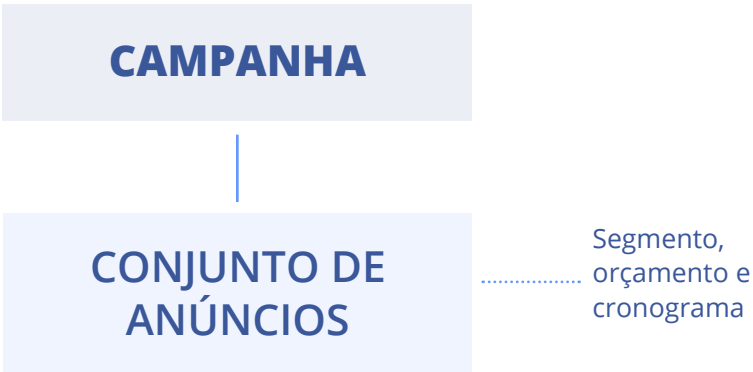 CAMPANHA
CONJUNTO DE
ANÚNCIOS
Segmento,
orçamento e
cronograma